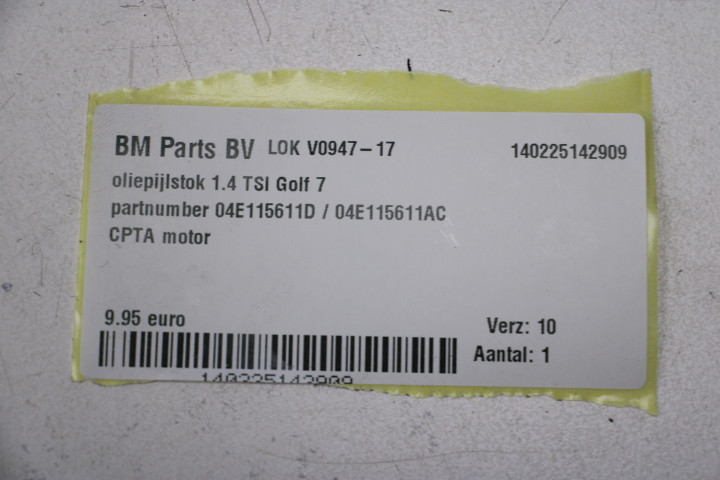 BM Parts BV LOK V0947-17 140225142909
oliepijlstok 1.4 TSI Golf 7
partnumber 04E115611D / 04E115611AC
CPTA motor
9.95 euro
Verz: 10
Aantal: 1
140225142909